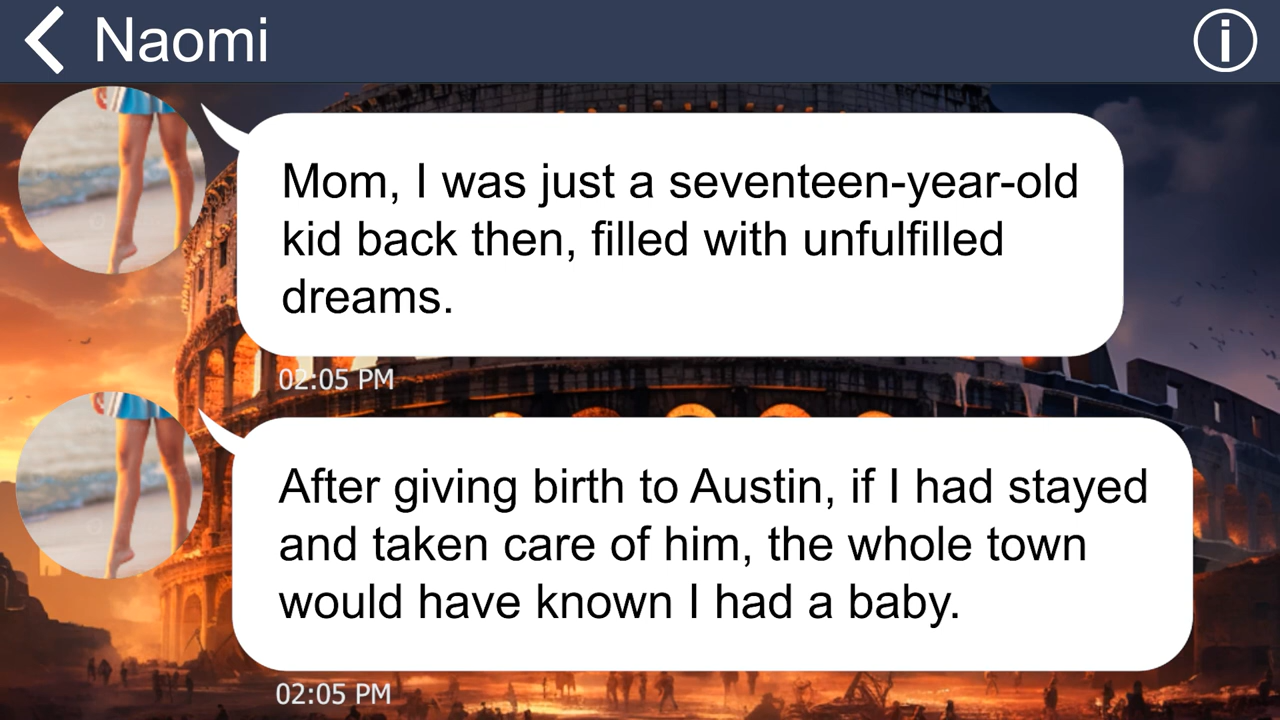 Naomi
Mom, I was just a seventeen-year-old
kid back then, filled with unfulfilled
dreams.
02:05 PM
After giving birth to Austin, if I had stayed
and taken care of him, the whole town
would have known I had a baby.
02:05 PM